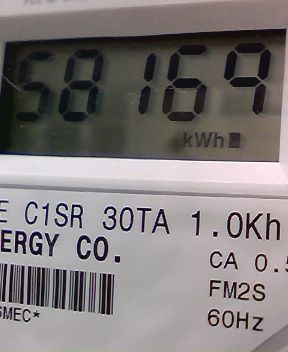 58169
kWh
E C1SR 30TA 1.0Kh
ERGY CO.
CA 0.5
FM2S
SMEC*
60Hz